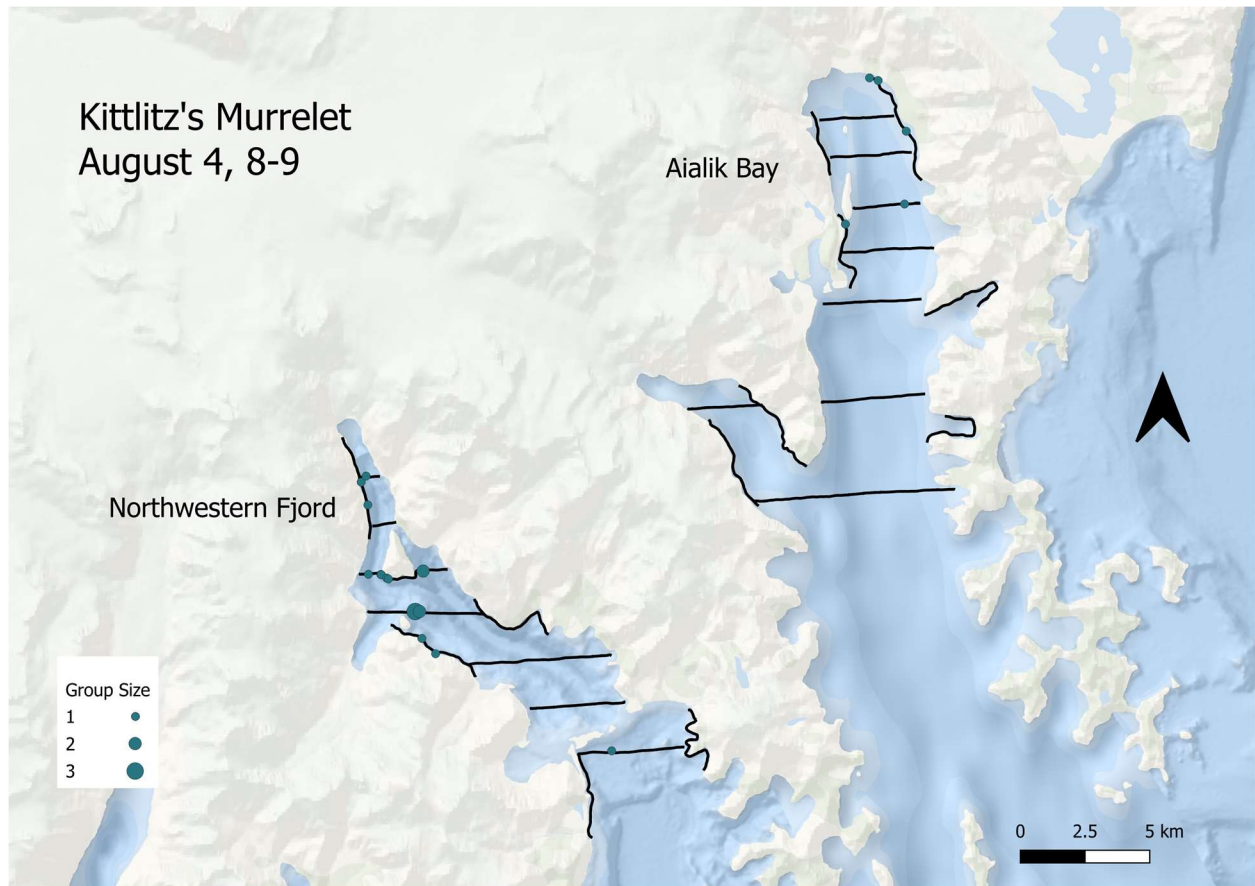 Kittlitz's Murrelet
August 4, 8-9
Aialik Bay
Northwestern Fjord
Group Size
1
2
3
0 2.5 5 km